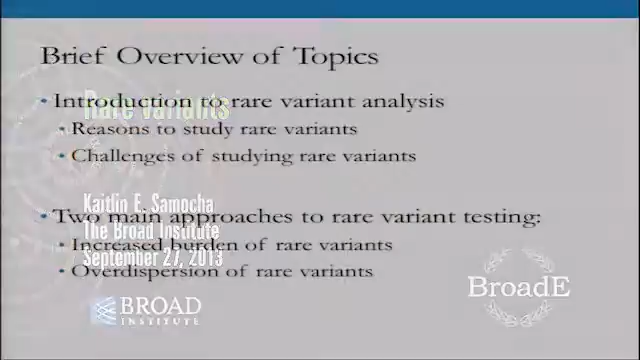 Brief Overview of Topics
• Introduction to rare variant analysis
• Reasons to study rare variants
• Challenges of studying rare variants
• Two main approaches to rare variant testing:
• Increased burden of rare variants
• Overdispersion of rare variants
Rare variants
Kaitlin E. Samocha
The Broad Institute
September 27, 2013
BROAD
INSTITUTE
BroadE